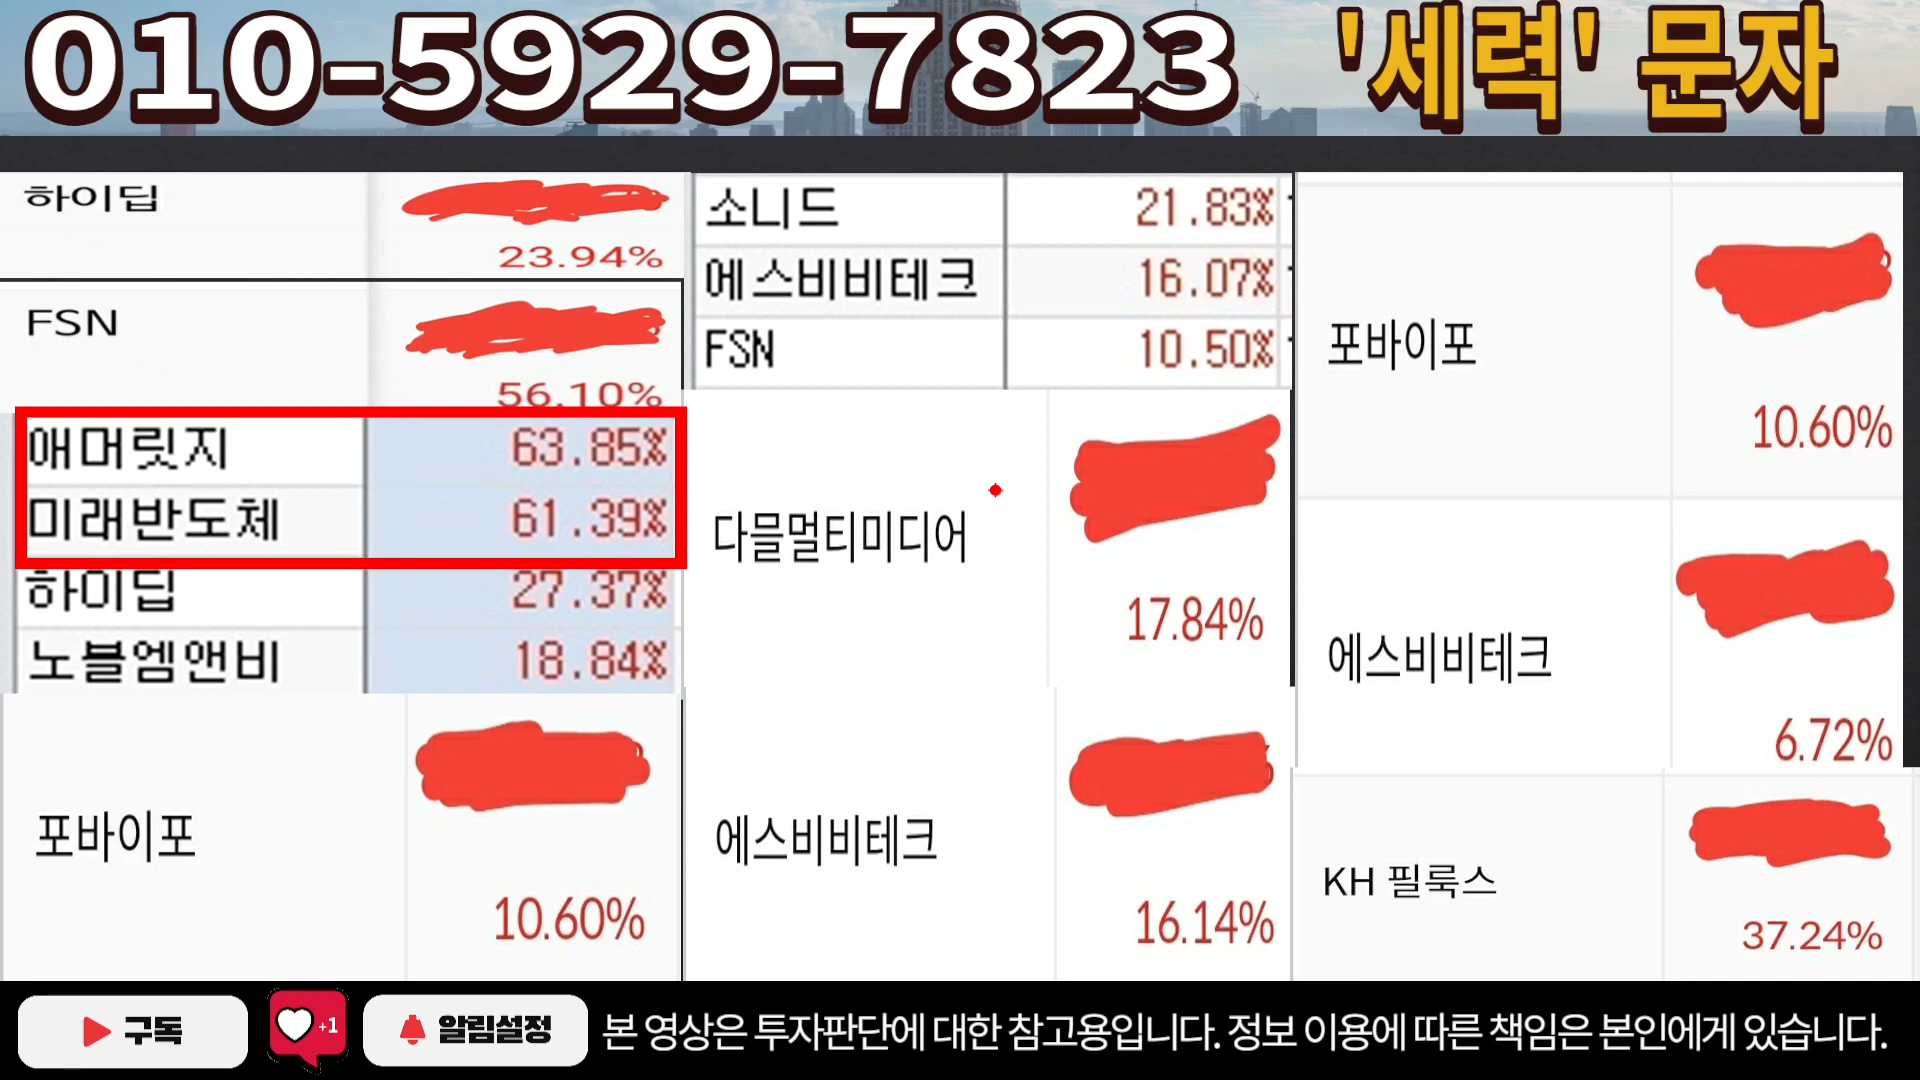 010-5929-7823 '세력' 문자
하이딥
23.94%
FSN
56.10%
애머릿지 63.85%
미래반도체 61.39%
하이딥 27.37%
노블엠앤비 18.84%
포바이포
10.60%
소니드 21.83%
에스비비테크 16.07%
FSN 10.50%
다믈멀티미디어
17.84%
에스비비테크
16.14%
포바이포
10.60%
에스비비테크
6.72%
KH 필룩스
37.24%
구독 +1 알림설정 본 영상은 투자판단에 대한 참고용입니다. 정보 이용에 따른 책임은 본인에게 있습니다.